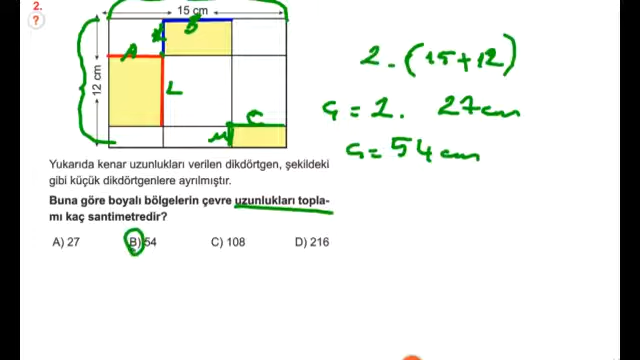 2.
?
15 cm
K
B
A
12 cm
L
C
M
2. (15+12)
Ç = 2. 27cm
Ç = 54 cm
Yukarıda kenar uzunlukları verilen dikdörtgen, şekildeki
gibi küçük dikdörtgenlere ayrılmıştır.
Buna göre boyalı bölgelerin çevre uzunlukları topla-
mı kaç santimetredir?
A) 27 B) 54 C) 108 D) 216